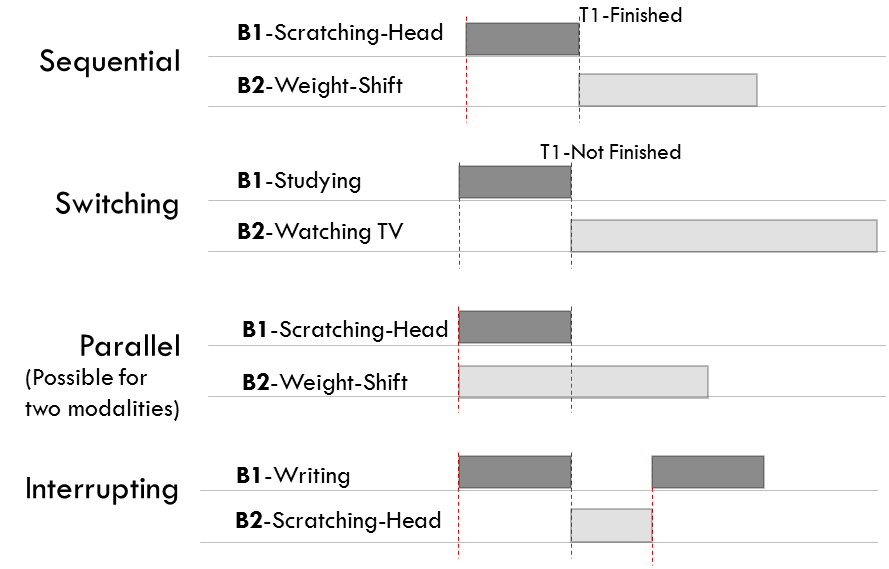 T1-Finished
B1-Scratching-Head
Sequential
B2-Weight-Shift
T1-Not Finished
B1-Studying
Switching
B2-Watching TV
B1-Scratching-Head
Parallel
(Possible for
two modalities)
B2-Weight-Shift
B1-Writing
Interrupting
B2-Scratching-Head